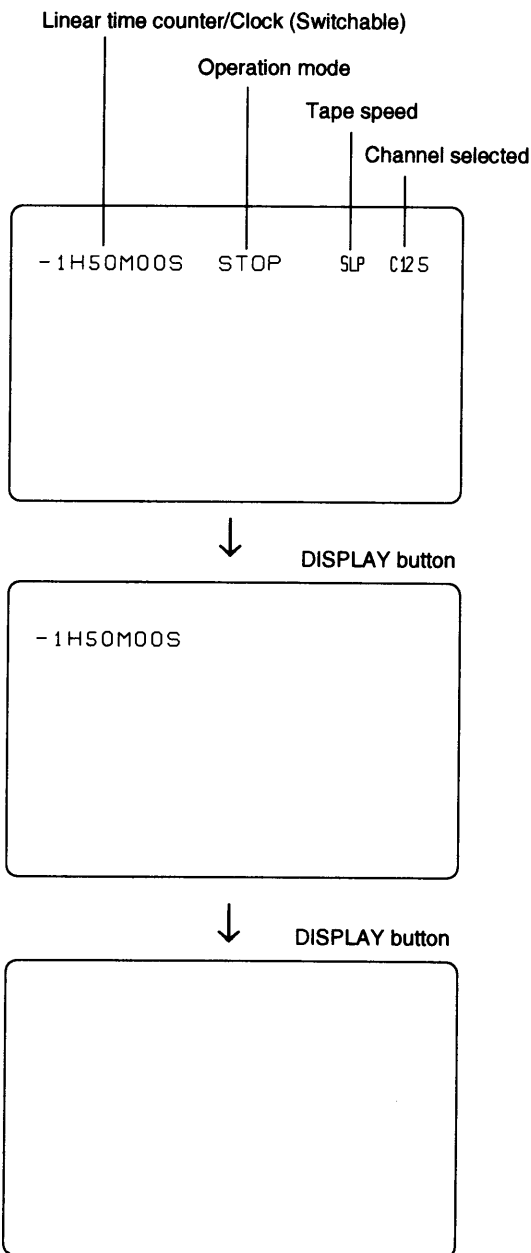 Linear time counter/Clock (Switchable)
Operation mode
Tape speed
Channel selected
-1H50M00S STOP SLP C125
DISPLAY button
-1H50M00S
DISPLAY button